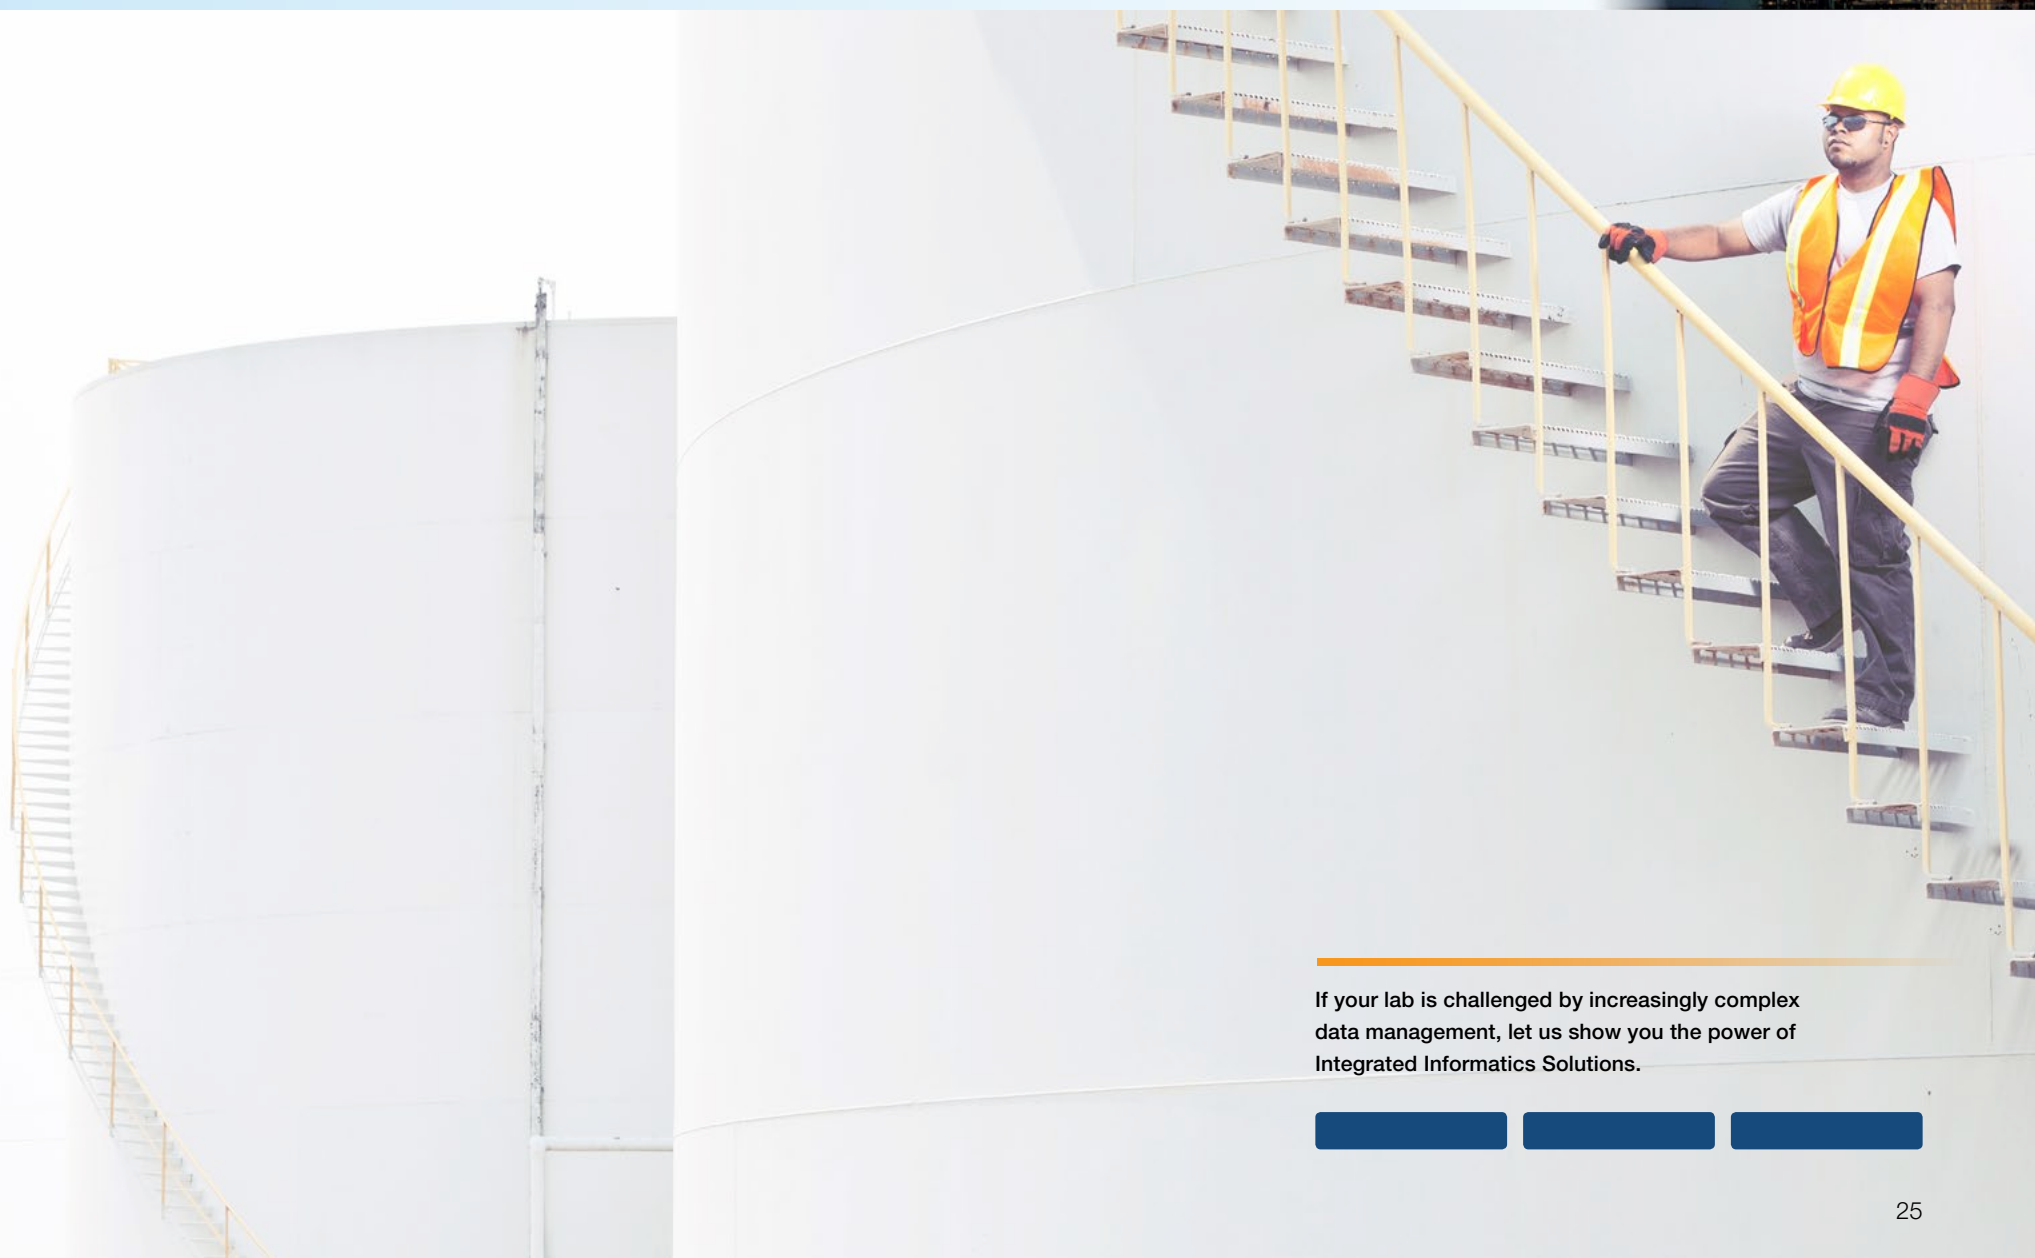 If your lab is challenged by increasingly complex
data management, let us show you the power of
Integrated Informatics Solutions.
25